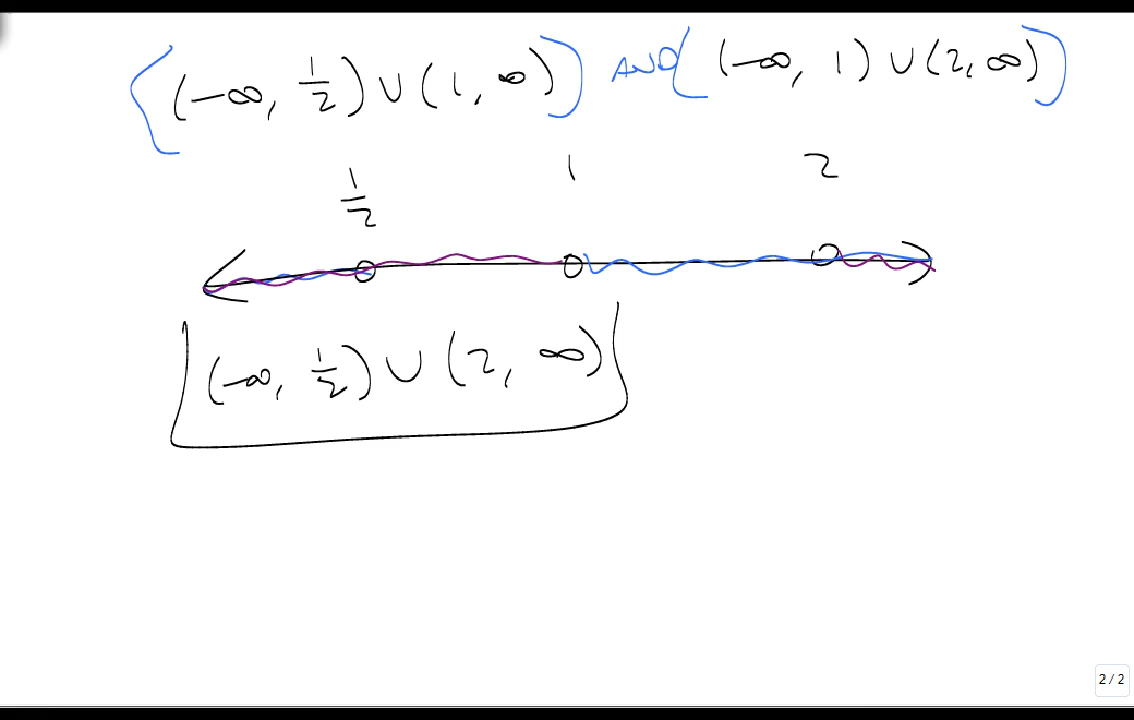 {(-∞, 1/2) ∪ (1, ∞)} AND {(-∞, 1) ∪ (2, ∞)}
1/2 1 2
(-∞, 1/2) ∪ (2, ∞)
2 / 2